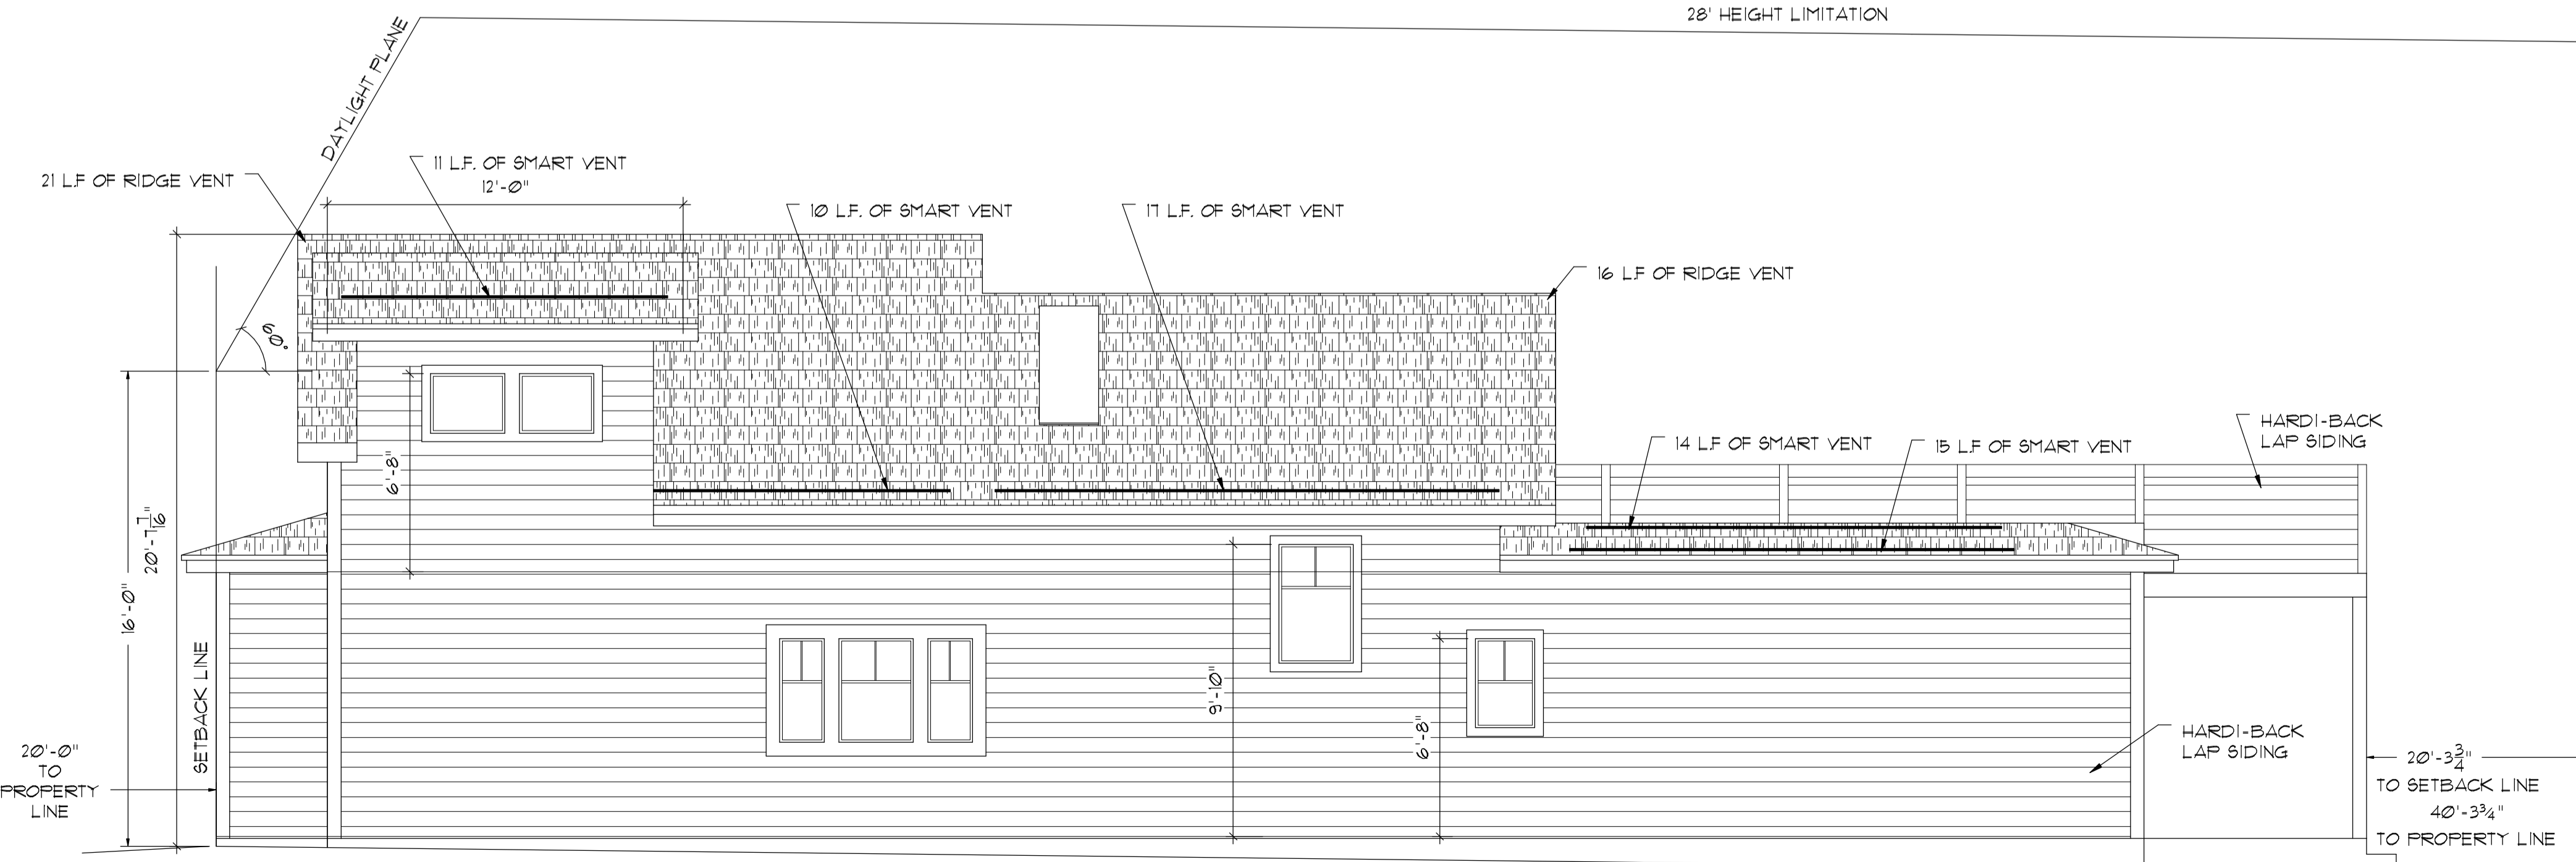 28' HEIGHT LIMITATION
DAYLIGHT PLANE
11 L.F. OF SMART VENT
12'-0"
21 L.F OF RIDGE VENT
10 L.F. OF SMART VENT
17 L.F. OF SMART VENT
16 L.F OF RIDGE VENT
60°
6'-8"
20'-7 7/16"
16'-0"
HARDI-BACK
LAP SIDING
14 L.F OF SMART VENT
15 L.F OF SMART VENT
SETBACK LINE
9'-10"
6'-8"
20'-0"
TO
PROPERTY
LINE
HARDI-BACK
LAP SIDING
20'-3 3/4"
TO SETBACK LINE
40'-3 3/4"
TO PROPERTY LINE